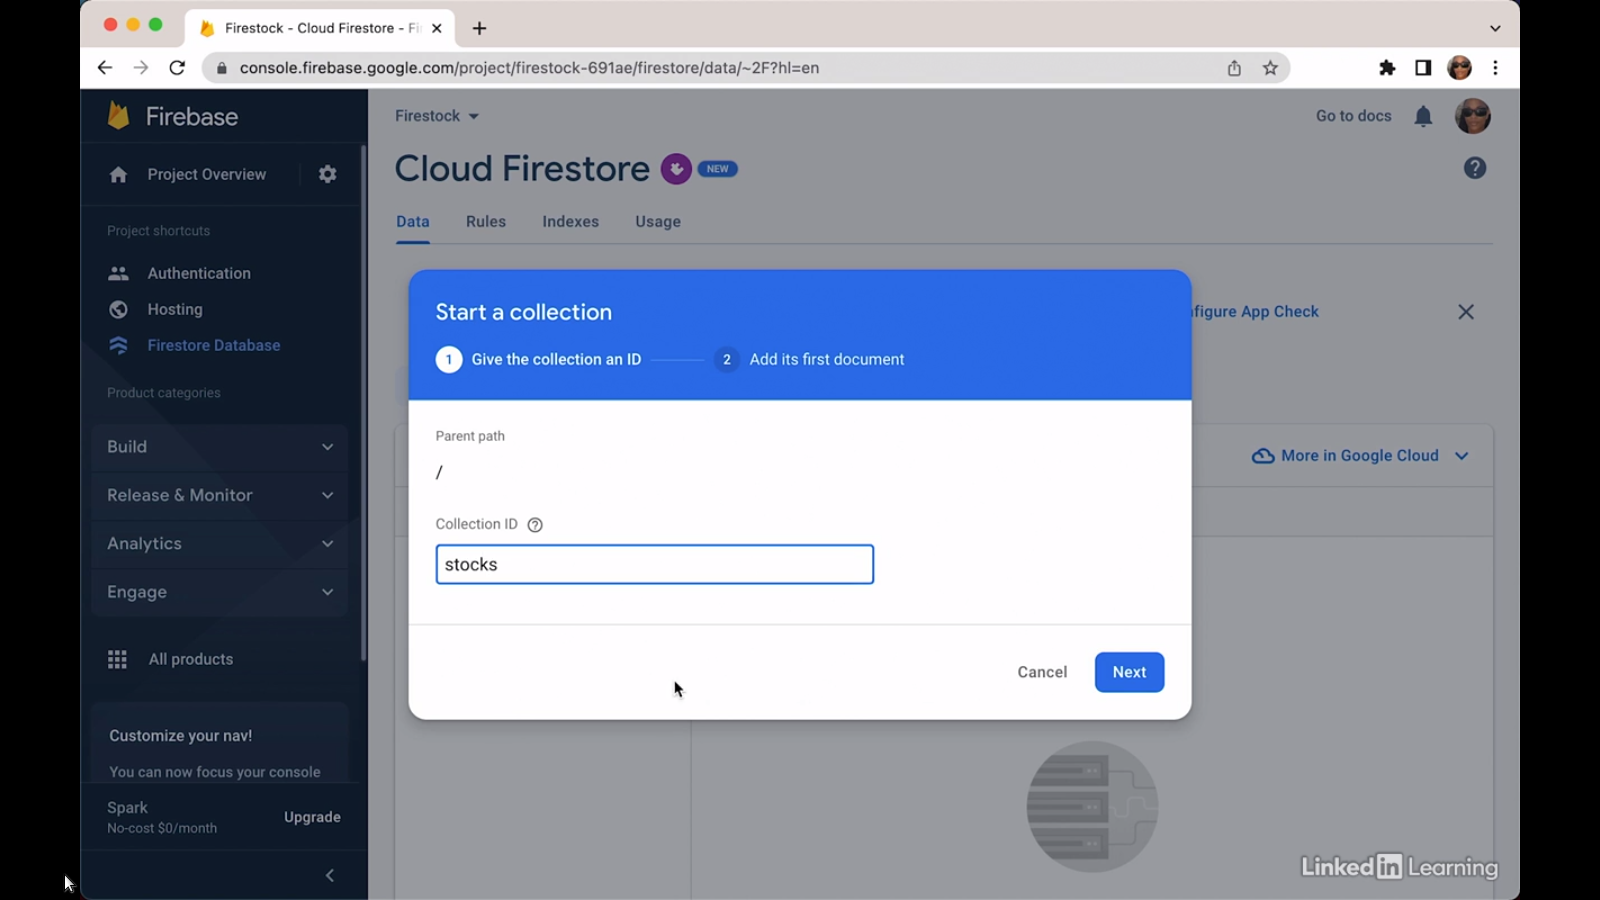 Firestock - Cloud Firestore - Fi
console.firebase.google.com/project/firestock-691ae/firestore/data/~2F?hl=en
Firebase
Firestock
Go to docs
Project Overview
Cloud Firestore
NEW
Data
Rules
Indexes
Usage
Project shortcuts
Authentication
Hosting
Firestore Database
Product categories
Build
Release & Monitor
Analytics
Engage
All products
Customize your nav!
You can now focus your console
Spark
No-cost $0/month
Upgrade
Start a collection
1 Give the collection an ID
2 Add its first document
figure App Check
Parent path
/
More in Google Cloud
Collection ID
stocks
Cancel
Next
Linked in Learning